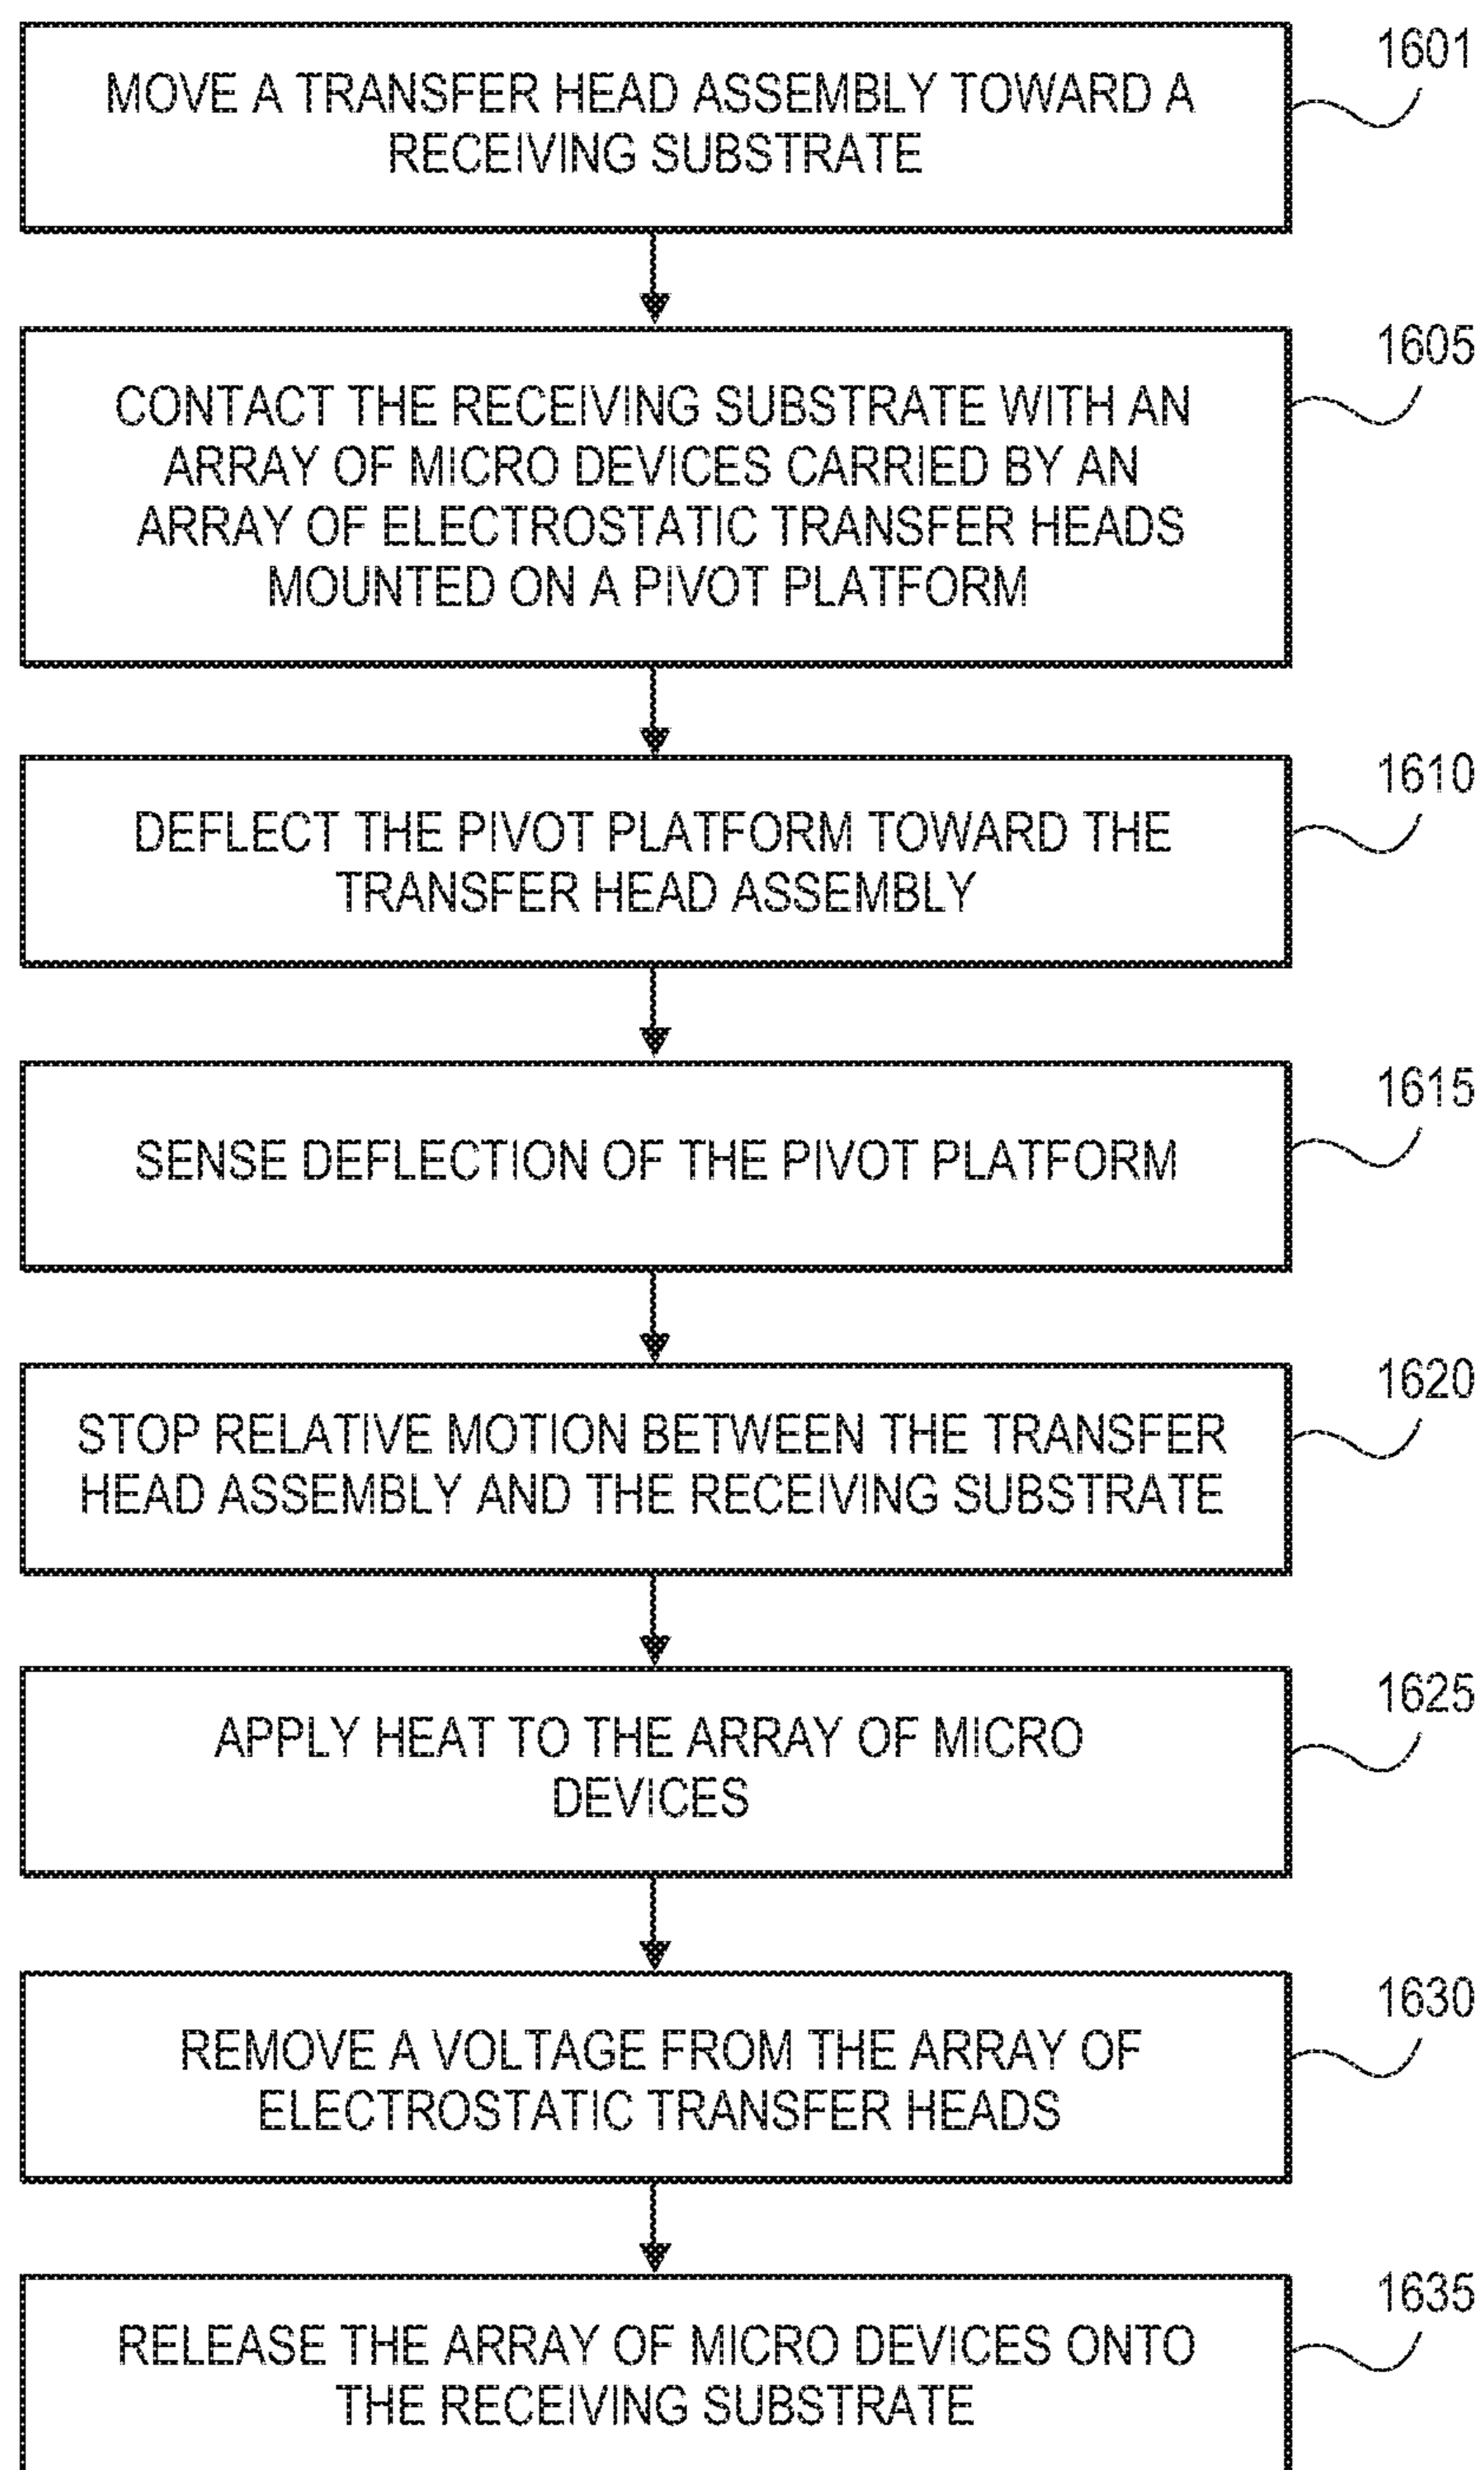 1601
MOVE A TRANSFER HEAD ASSEMBLY TOWARD A
RECEIVING SUBSTRATE
1605
CONTACT THE RECEIVING SUBSTRATE WITH AN
ARRAY OF MICRO DEVICES CARRIED BY AN
ARRAY OF ELECTROSTATIC TRANSFER HEADS
MOUNTED ON A PIVOT PLATFORM
1610
DEFLECT THE PIVOT PLATFORM TOWARD THE
TRANSFER HEAD ASSEMBLY
1615
SENSE DEFLECTION OF THE PIVOT PLATFORM
1620
STOP RELATIVE MOTION BETWEEN THE TRANSFER
HEAD ASSEMBLY AND THE RECEIVING SUBSTRATE
1625
APPLY HEAT TO THE ARRAY OF MICRO
DEVICES
1630
REMOVE A VOLTAGE FROM THE ARRAY OF
ELECTROSTATIC TRANSFER HEADS
1635
RELEASE THE ARRAY OF MICRO DEVICES ONTO
THE RECEIVING SUBSTRATE